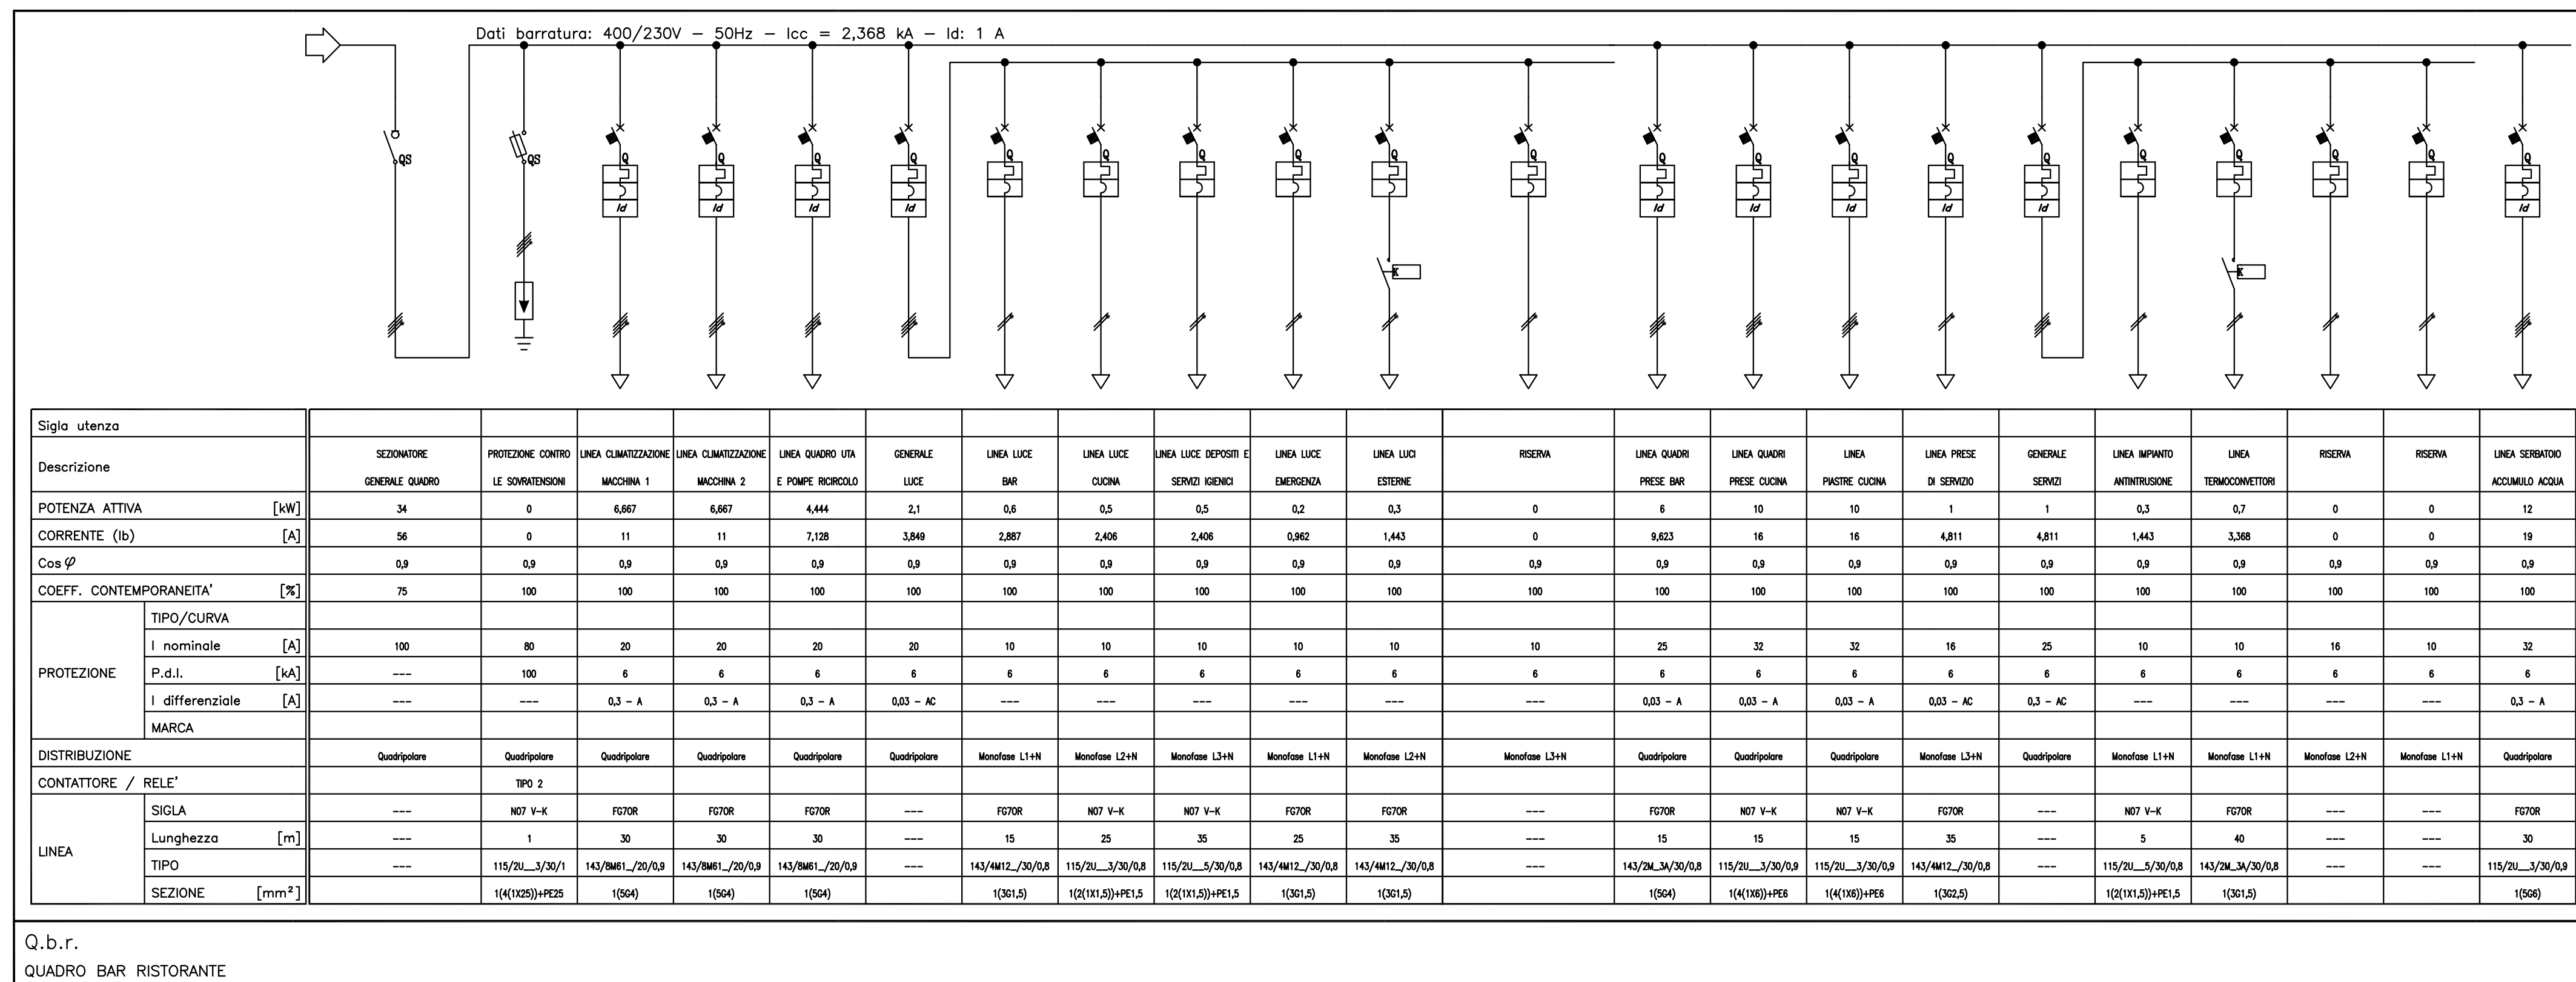 Dati barratura: 400/230V - 50Hz - Icc = 2,368 kA - Id: 1 A
QS QS Q Q Q Q Q Q Q Q Q Q Q Q Q Q Q Q Q Q Q Q
Id Id Id Id Id Id Id Id Id Id
K K
Sigla utenza
Descrizione SEZIONATORE GENERALE QUADRO PROTEZIONE CONTRO LE SOVRATENSIONI LINEA CLIMATIZZAZIONE MACCHINA 1 LINEA CLIMATIZZAZIONE MACCHINA 2 LINEA QUADRO UTA E POMPE RICIRCOLO GENERALE LUCE LINEA LUCE BAR LINEA LUCE CUCINA LINEA LUCE DEPOSITI E SERVIZI IGIENICI LINEA LUCE EMERGENZA LINEA LUCI ESTERNE RISERVA LINEA QUADRI PRESE BAR LINEA QUADRI PRESE CUCINA LINEA PIASTRE CUCINA LINEA PRESE DI SERVIZIO GENERALE SERVIZI LINEA IMPIANTO ANTINTRUSIONE LINEA TERMOCONVETTORI RISERVA RISERVA LINEA SERBATOIO ACCUMULO ACQUA
POTENZA ATTIVA [kW] 34 0 6,667 6,667 4,444 2,1 0,6 0,5 0,5 0,2 0,3 0 6 10 10 1 1 0,3 0,7 0 0 12
CORRENTE (Ib) [A] 56 0 11 11 7,128 3,849 2,887 2,406 2,406 0,962 1,443 0 9,623 16 16 4,811 4,811 1,443 3,368 0 0 19
Cos φ 0,9 0,9 0,9 0,9 0,9 0,9 0,9 0,9 0,9 0,9 0,9 0,9 0,9 0,9 0,9 0,9 0,9 0,9 0,9 0,9 0,9 0,9
COEFF. CONTEMPORANEITA' [%] 75 100 100 100 100 100 100 100 100 100 100 100 100 100 100 100 100 100 100 100 100 100
PROTEZIONE
TIPO/CURVA
I nominale [A] 100 80 20 20 20 20 10 10 10 10 10 10 25 32 32 16 25 10 10 16 10 32
P.d.I. [kA] --- 100 6 6 6 6 6 6 6 6 6 6 6 6 6 6 6 6 6 6 6 6
I differenziale [A] --- --- 0,3 - A 0,3 - A 0,3 - A 0,03 - AC --- --- --- --- --- --- 0,03 - A 0,03 - A 0,03 - A 0,03 - AC 0,3 - AC --- --- --- --- 0,3 - A
MARCA
DISTRIBUZIONE Quadripolare Quadripolare Quadripolare Quadripolare Quadripolare Quadripolare Monofase L1+N Monofase L2+N Monofase L3+N Monofase L1+N Monofase L2+N Monofase L3+N Quadripolare Quadripolare Quadripolare Monofase L3+N Quadripolare Monofase L1+N Monofase L1+N Monofase L2+N Monofase L1+N Quadripolare
CONTATTORE / RELE' TIPO 2
LINEA
SIGLA --- N07 V-K FG7OR FG7OR FG7OR --- FG7OR N07 V-K N07 V-K FG7OR FG7OR --- FG7OR N07 V-K N07 V-K FG7OR --- N07 V-K FG7OR --- --- FG7OR
Lunghezza [m] --- 1 30 30 30 --- 15 25 35 25 35 --- 15 15 15 35 --- 5 40 --- --- 30
TIPO --- 115/2U__3/30/1 143/8M61_/20/0,9 143/8M61_/20/0,9 143/8M61_/20/0,9 --- 143/4M12_/30/0,8 115/2U__3/30/0,8 115/2U__5/30/0,8 143/4M12_/30/0,8 143/4M12_/30/0,8 --- 143/2M_3A/30/0,8 115/2U__3/30/0,9 115/2U__3/30/0,9 143/4M12_/30/0,8 --- 115/2U__5/30/0,8 143/2M_3A/30/0,8 --- --- 115/2U__3/30/0,9
SEZIONE [mm²] 1(4(1X25))+PE25 1(5G4) 1(5G4) 1(5G4) 1(3G1,5) 1(2(1X1,5))+PE1,5 1(2(1X1,5))+PE1,5 1(3G1,5) 1(3G1,5) 1(5G4) 1(4(1X6))+PE6 1(4(1X6))+PE6 1(3G2,5) 1(2(1X1,5))+PE1,5 1(3G1,5) 1(5G6)
Q.b.r.
QUADRO BAR RISTORANTE